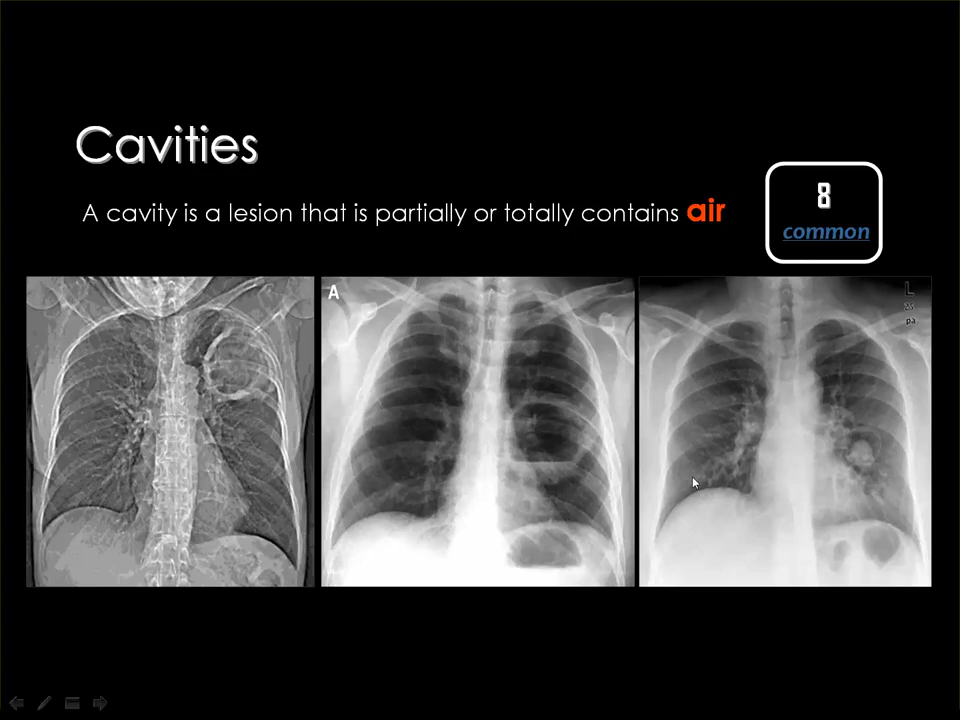 Cavities
A cavity is a lesion that is partially or totally contains air
8
common
A
L
pa